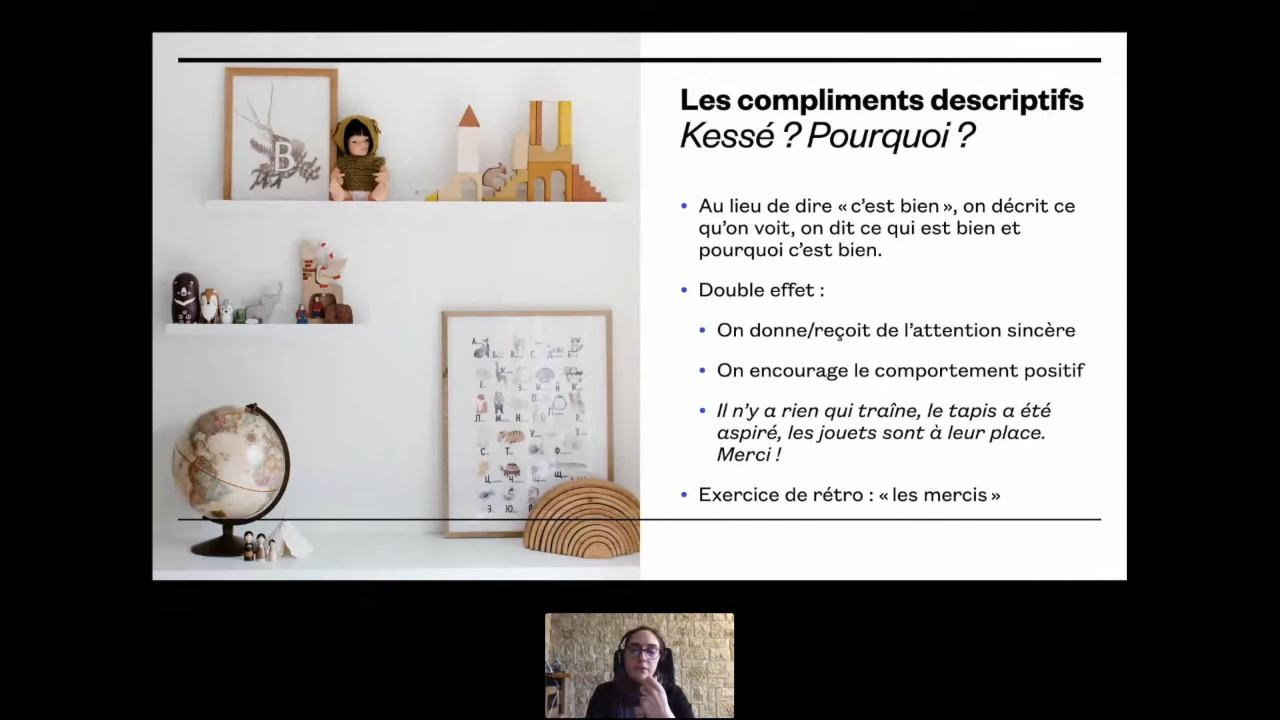 Les compliments descriptifs
Kessé ? Pourquoi ?
• Au lieu de dire « c'est bien », on décrit ce
qu'on voit, on dit ce qui est bien et
pourquoi c'est bien.
• Double effet :
• On donne/reçoit de l'attention sincère
• On encourage le comportement positif
• Il n'y a rien qui traîne, le tapis a été
aspiré, les jouets sont à leur place.
Merci !
• Exercice de rétro : « les mercis »
B